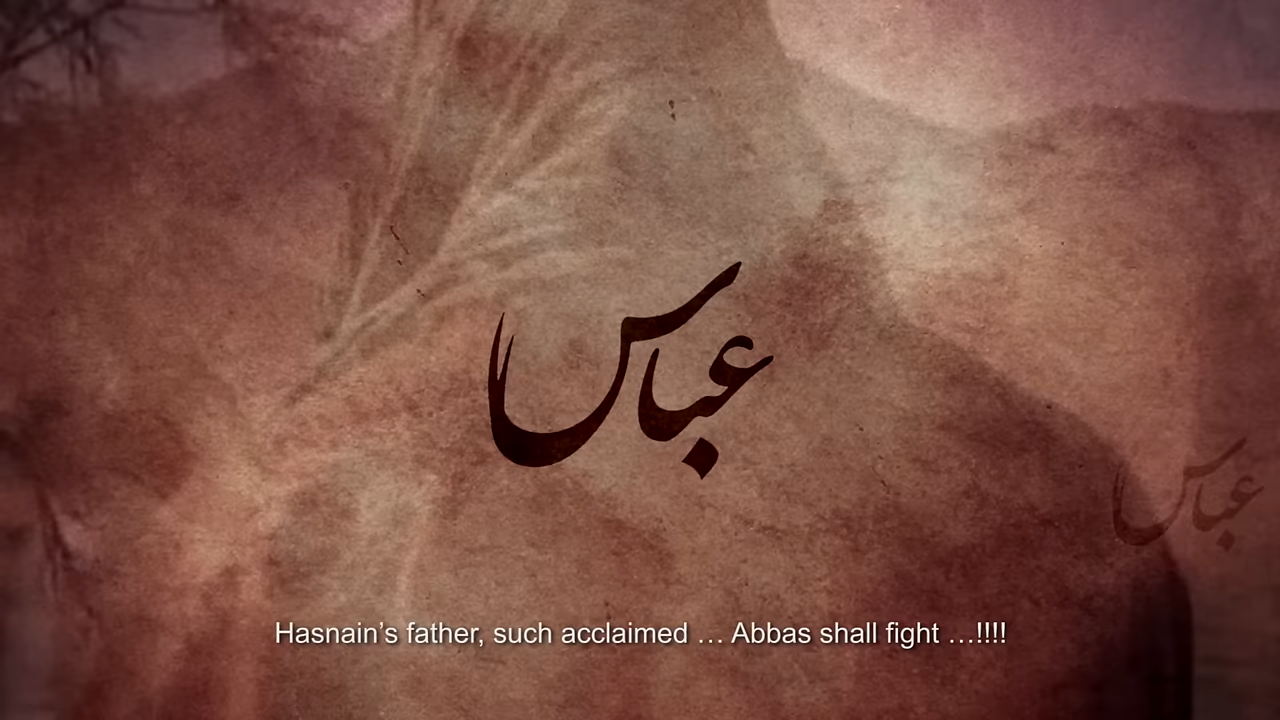 عباس
عباس
Hasnain’s father, such acclaimed … Abbas shall fight …!!!!